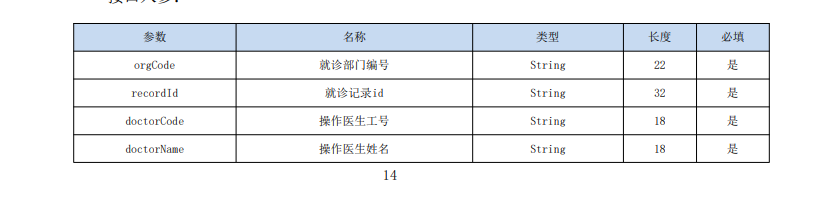 参数 名称 类型 长度 必填
orgCode 就诊部门编号 String 22 是
recordId 就诊记录id String 32 是
doctorCode 操作医生工号 String 18 是
doctorName 操作医生姓名 String 18 是
14